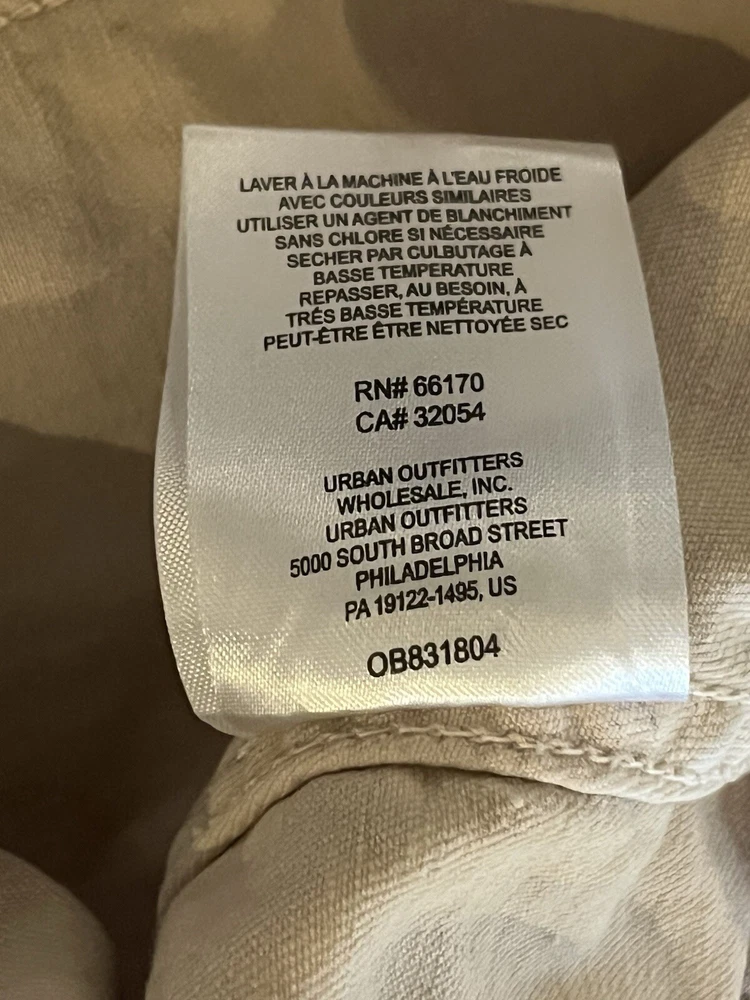 LAVER À LA MACHINE À L'EAU FROIDE
AVEC COULEURS SIMILAIRES
UTILISER UN AGENT DE BLANCHIMENT
SANS CHLORE SI NÉCESSAIRE
SECHER PAR CULBUTAGE À
BASSE TEMPÉRATURE
REPASSER, AU BESOIN, À
TRÉS BASSE TEMPÉRATURE
PEUT-ÊTRE ÊTRE NETTOYÉE SEC
RN# 66170
CA# 32054
URBAN OUTFITTERS
WHOLESALE, INC.
URBAN OUTFITTERS
5000 SOUTH BROAD STREET
PHILADELPHIA
PA 19122-1495, US
OB831804